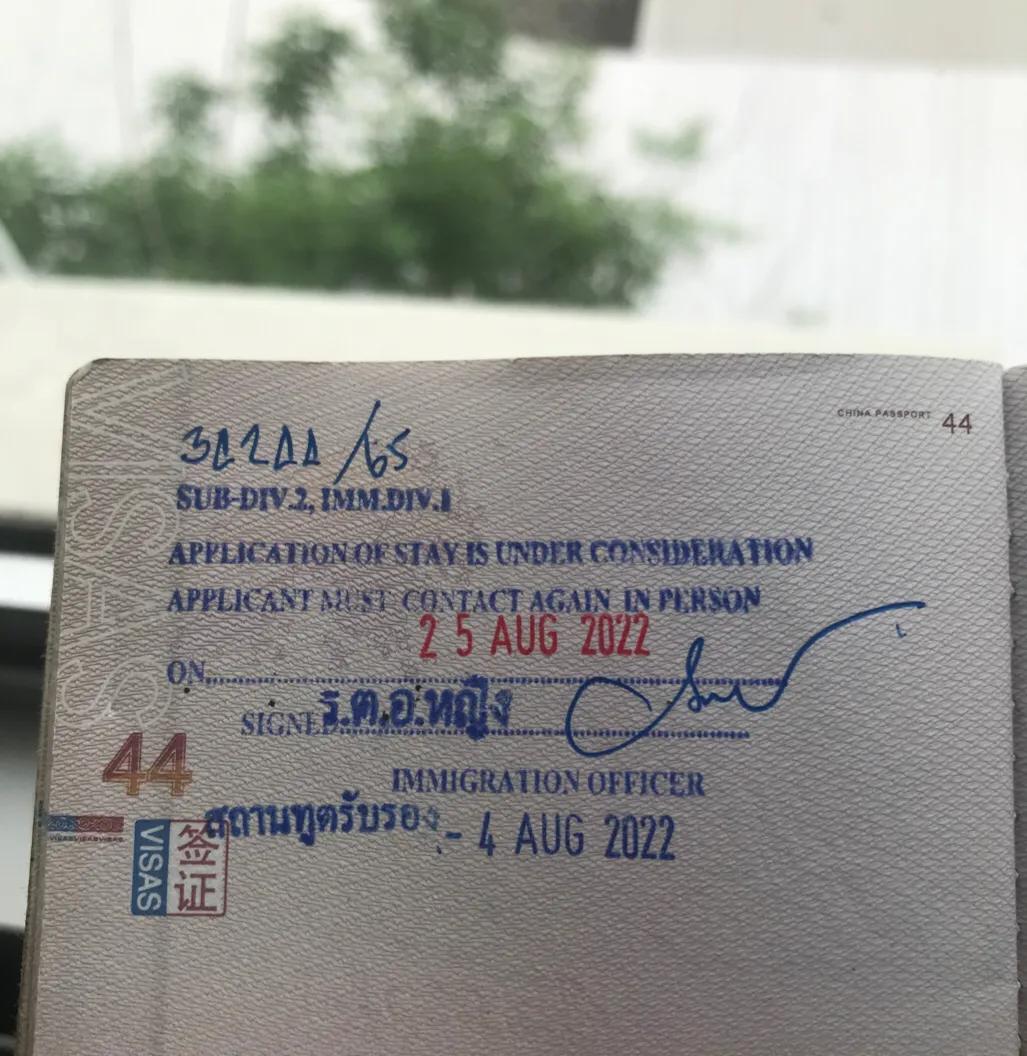 CHINA PASSPORT 44
/65
SUB-DIV.2, IMM.DIV.1
APPLICATION OF STAY IS UNDER CONSIDERATION
APPLICANT MUST CONTACT AGAIN IN PERSON
25 AUG 2022
ON
SIGNED ร.ต.อ.หญิง
IMMIGRATION OFFICER
44
สถานทูตรับรอง - 4 AUG 2022
VISAS
签证
VISAS